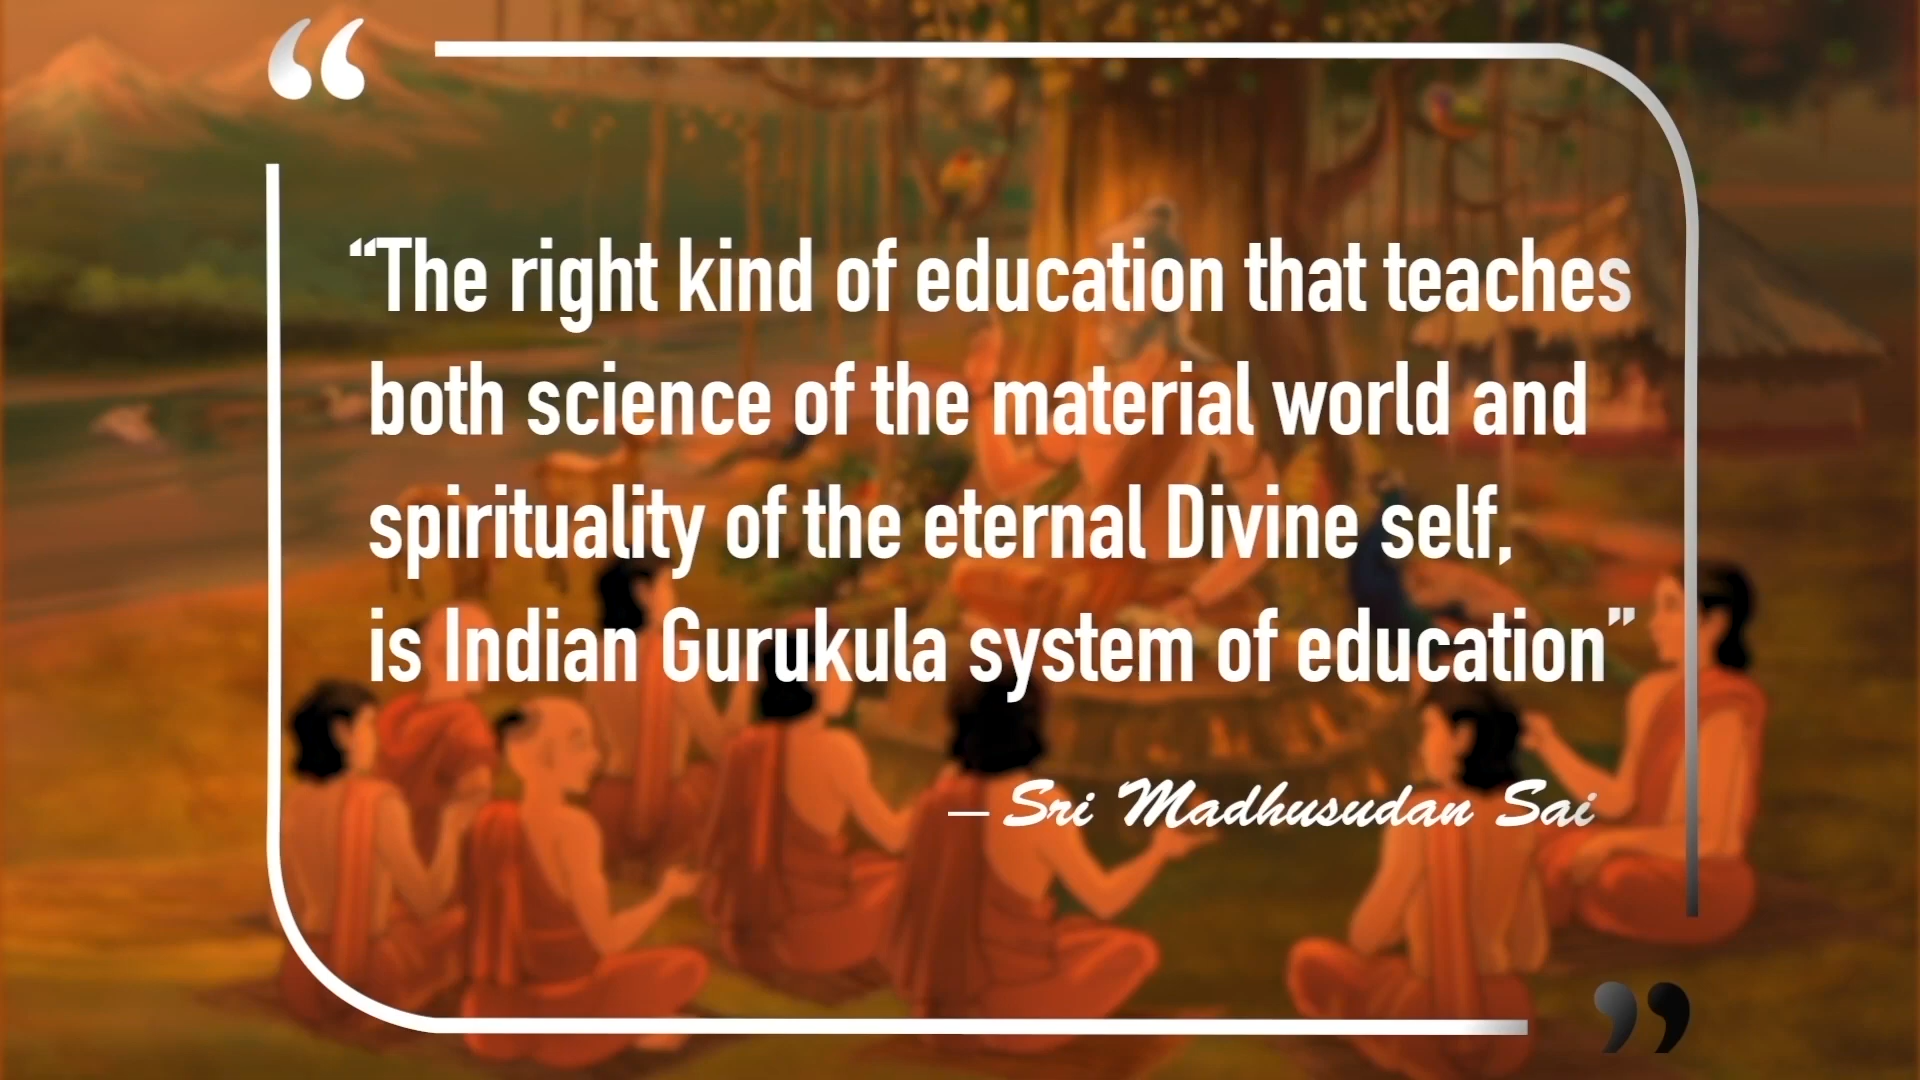 “The right kind of education that teaches
both science of the material world and
spirituality of the eternal Divine self,
is Indian Gurukula system of education”
— Sri Madhusudan Sai